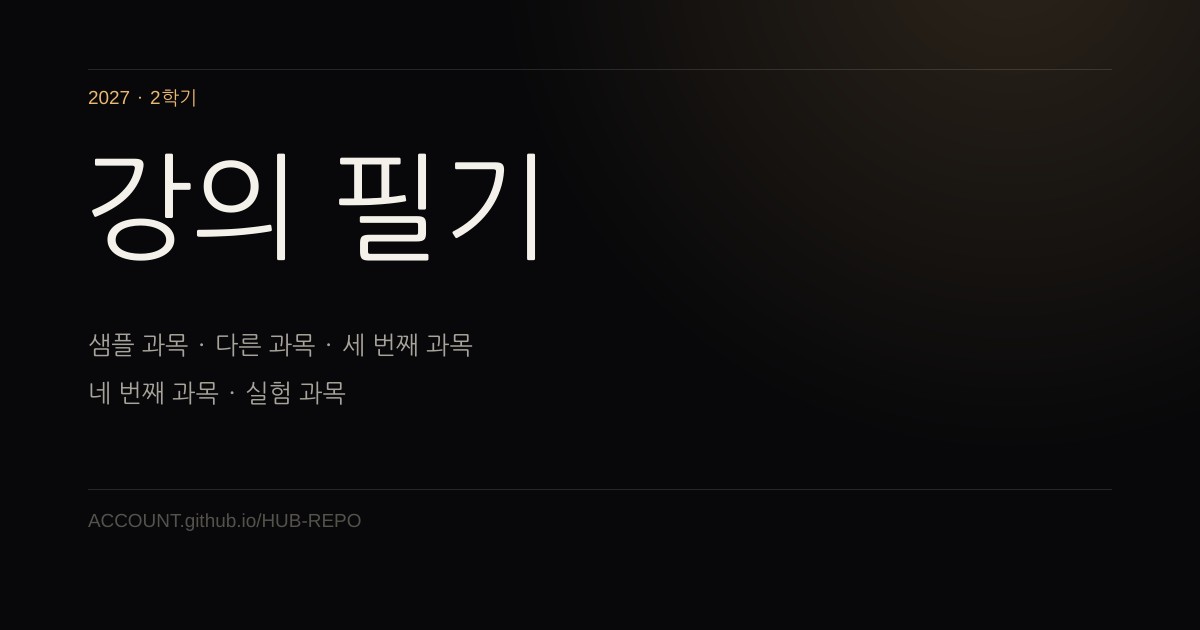 2027 · 2학기
강의 필기
샘플 과목 · 다른 과목 · 세 번째 과목
네 번째 과목 · 실험 과목
ACCOUNT.github.io/HUB-REPO